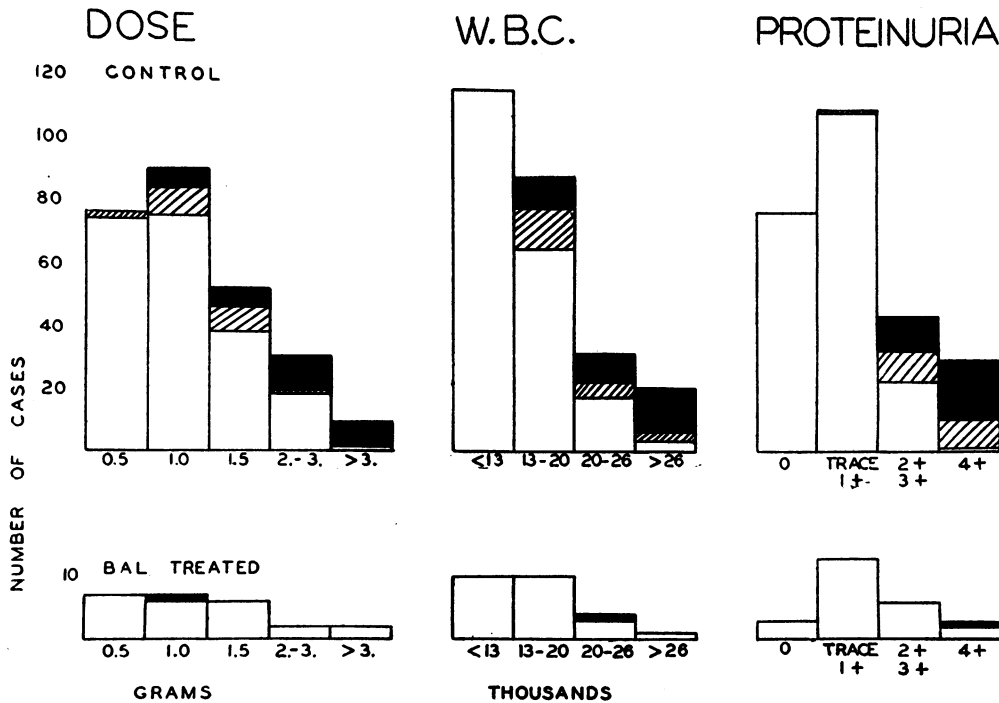 DOSE
W.B.C.
PROTEINURIA
CONTROL
120
100
80
60
40
20
NUMBER OF CASES
0.5 1.0 1.5 2.-3. >3.
<13 13-20 20-26 >26
0 TRACE 2+ 4+
1+ 3+
BAL TREATED
10
0.5 1.0 1.5 2.-3. >3.
<13 13-20 20-26 >26
0 TRACE 2+ 4+
1+ 3+
GRAMS
THOUSANDS